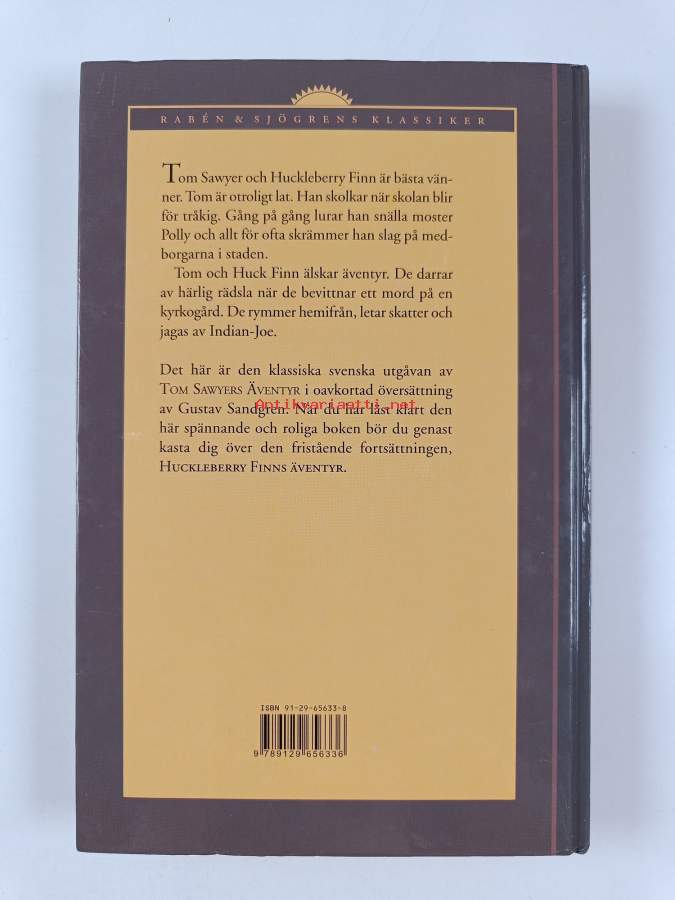 RABÉN & SJÖGRENS KLASSIKER
Tom Sawyer och Huckleberry Finn är bästa vän-
ner. Tom är otroligt lat. Han skolkar när skolan blir
för tråkig. Gång på gång lurar han snälla moster
Polly och allt för ofta skrämmer han slag på med-
borgarna i staden.
Tom och Huck Finn älskar äventyr. De darrar
av härlig rädsla när de bevittnar ett mord på en
kyrkogård. De rymmer hemifrån, letar skatter och
jagas av Indian-Joe.
Det här är den klassiska svenska utgåvan av
TOM SAWYERS ÄVENTYR i oavkortad översättning
Antikvariaatti.net
av Gustav Sandgren. När du har läst klart den
här spännande och roliga boken bör du genast
kasta dig över den fristående fortsättningen,
HUCKLEBERRY FINNS ÄVENTYR.
ISBN 91-29-65633-8
9 789129 656336